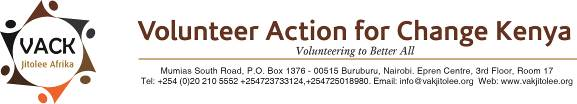 VACK
Jitolee Afrika
Volunteer Action for Change Kenya
Volunteering to Better All
Mumias South Road, P.O. Box 1376 - 00515 Buruburu, Nairobi. Epren Centre, 3rd Floor, Room 17
Tel: +254 (0)20 210 5552 +254723733124,+254725018980. Email: info@vakjitolee.org Web: www.vakjitolee.org